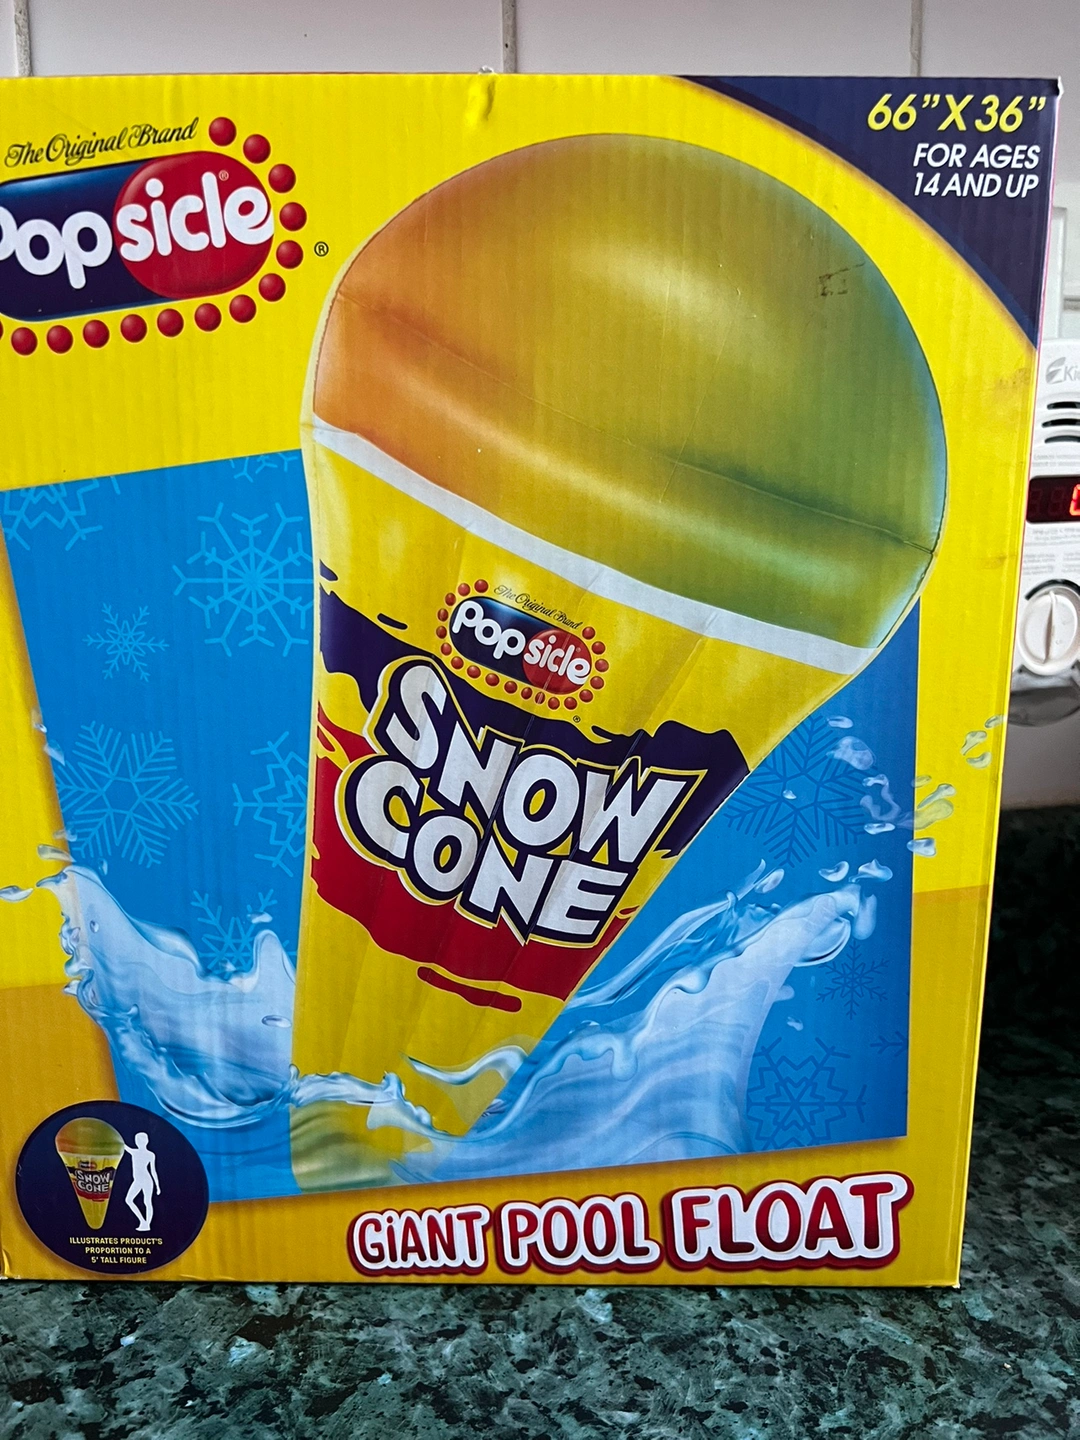 66”X36”
FOR AGES
14 AND UP
The Original Brand
Popsicle®
®
The Original Brand
Popsicle
®
SNOW
CONE
SNOW
CONE
ILLUSTRATES PRODUCT'S
PROPORTION TO A
5' TALL FIGURE
GiANT POOL FLOAT